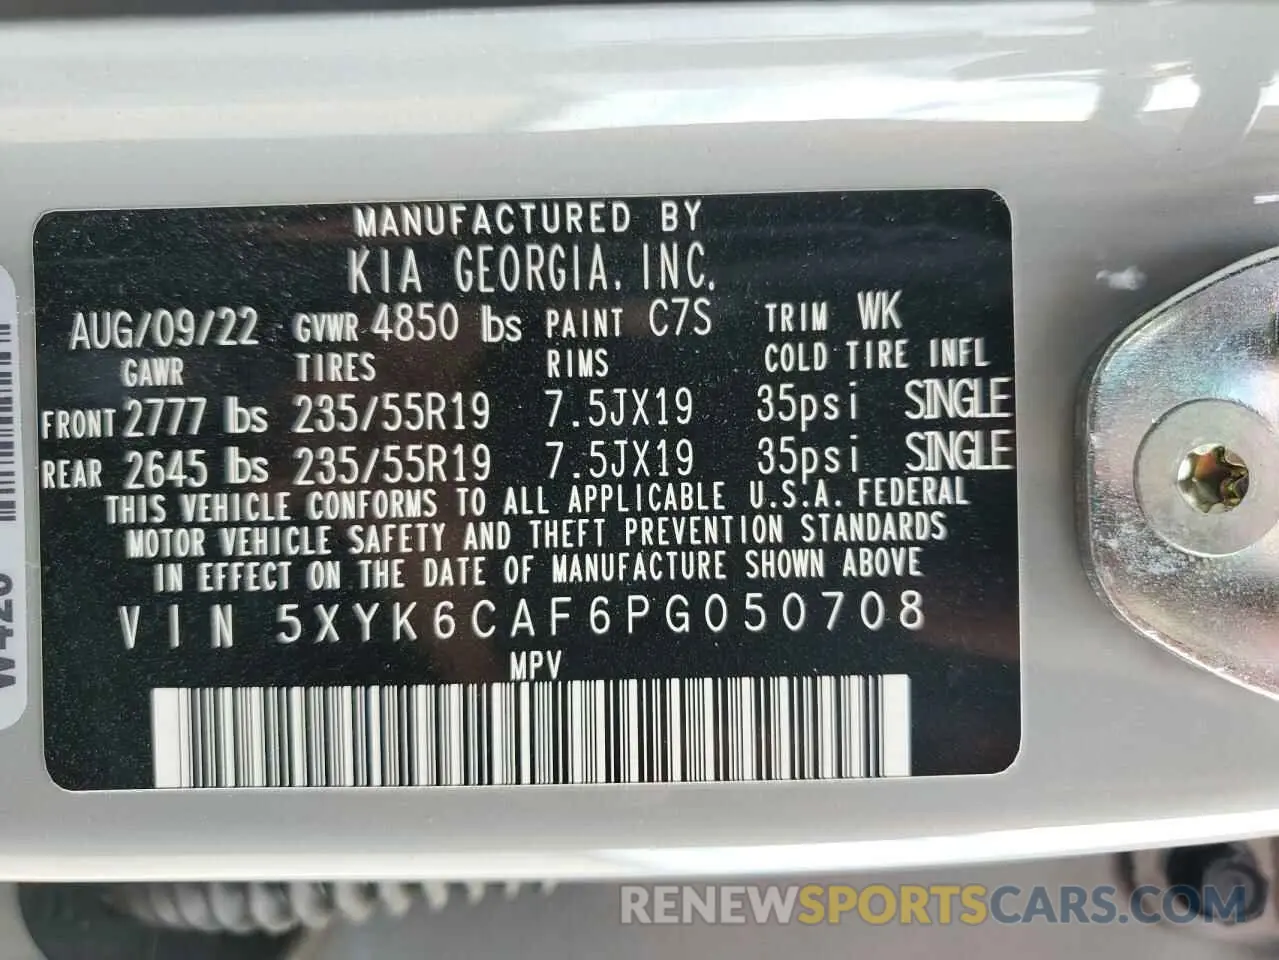 MANUFACTURED BY
KIA GEORGIA, INC.
AUG/09/22 GVWR 4850 lbs PAINT C7S TRIM WK
GAWR TIRES RIMS COLD TIRE INFL
FRONT 2777 lbs 235/55R19 7.5JX19 35psi SINGLE
REAR 2645 lbs 235/55R19 7.5JX19 35psi SINGLE
THIS VEHICLE CONFORMS TO ALL APPLICABLE U.S.A. FEDERAL
MOTOR VEHICLE SAFETY AND THEFT PREVENTION STANDARDS
IN EFFECT ON THE DATE OF MANUFACTURE SHOWN ABOVE
VIN 5XYK6CAF6PG050708
MPV
RENEWSPORTSCARS.COM